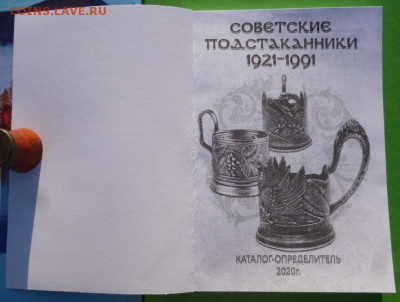 COINS.LAVE.RU
СОВЕТСКИЕ
ПОДСТАКАННИКИ
1921-1991
КАТАЛОГ-ОПРЕДЕЛИТЕЛЬ
2020г.